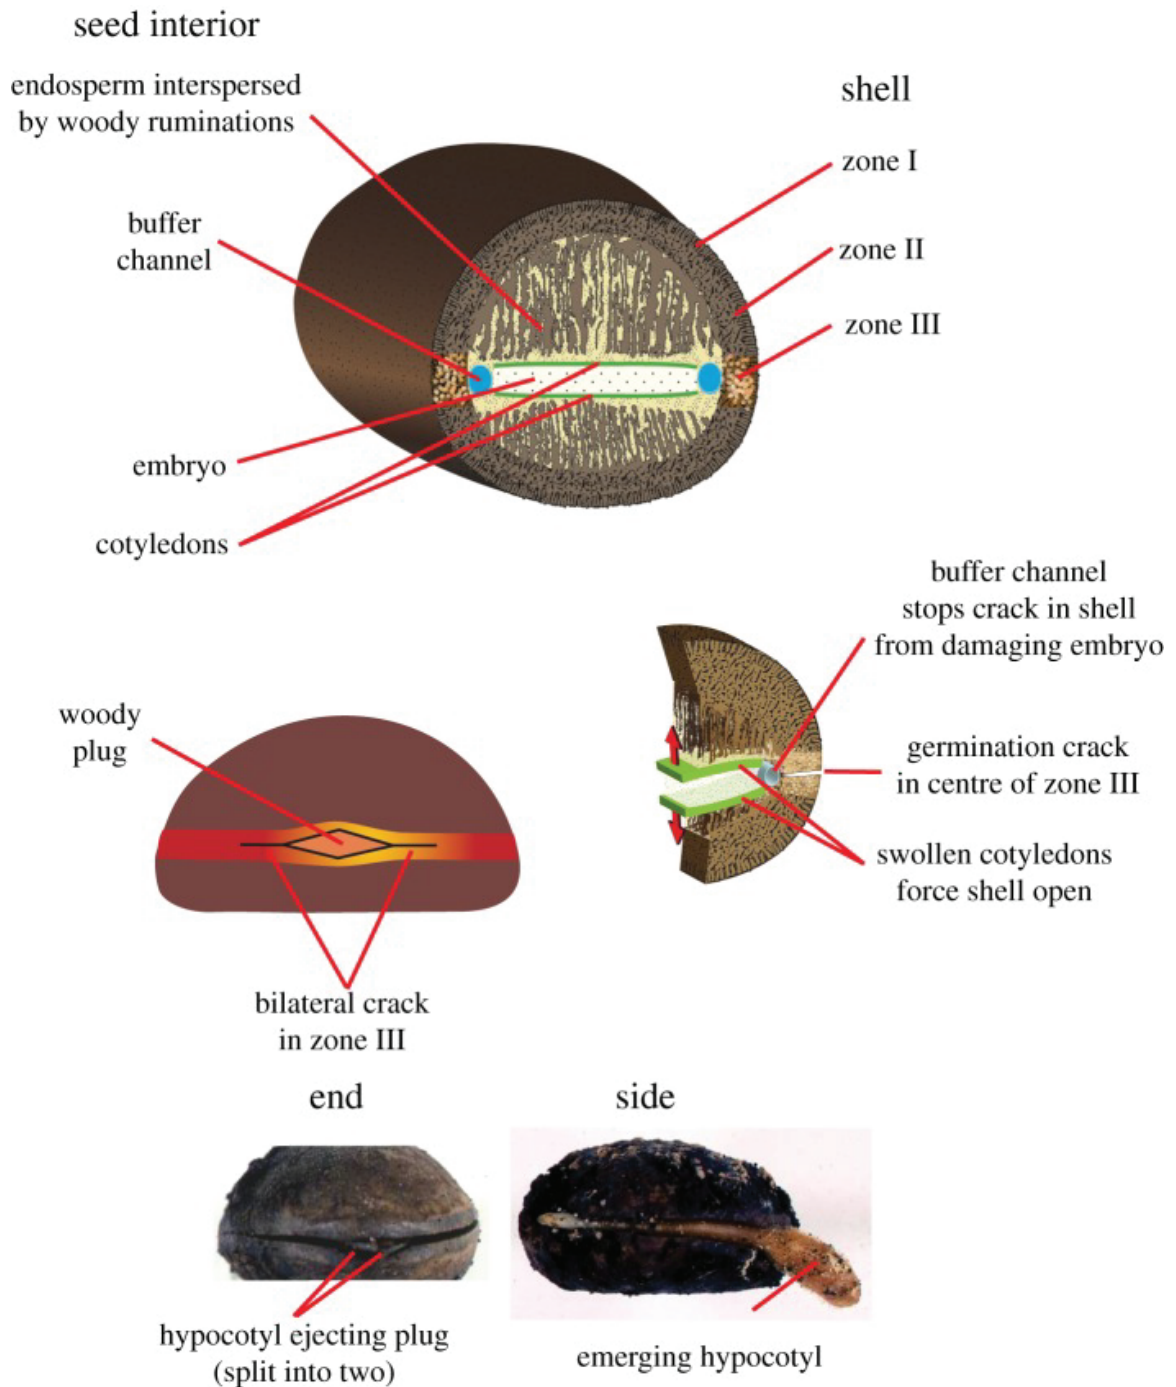 seed interior
endosperm interspersed
by woody ruminations
shell
zone I
buffer
channel
zone II
zone III
embryo
cotyledons
buffer channel
stops crack in shell
from damaging embryo
woody
plug
germination crack
in centre of zone III
swollen cotyledons
force shell open
bilateral crack
in zone III
end
side
hypocotyl ejecting plug
(split into two)
emerging hypocotyl